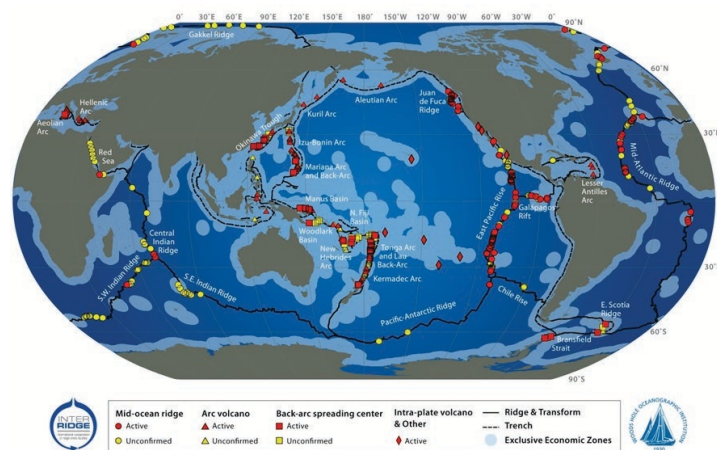 0°
30°E
60°E
90°E
120°E
150°E
180°
150°W
120°W
90°W
60°W
30°W
0°
90°N
Gakkel Ridge
60°N
Aeolian
Arc
Hellenic
Arc
Aleutian Arc
Juan
de Fuca
Ridge
Kuril Arc
Red
Sea
Okinawa Trough
Izu-Bonin Arc
30°N
Mid-Atlantic Ridge
Mariana Arc
and Back-Arc
Lesser
Antilles
Arc
Manus Basin
N. Fiji
Basin
Galapagos
Rift
0°
Woodlark
Basin
East Pacific Rise
Central
Indian
Ridge
New
Hebrides
Arc
Tonga Arc
and Lau
Back-Arc
Kermadec Arc
30°S
S.W. Indian Ridge
S.E. Indian Ridge
Chile Rise
Pacific-Antarctic Ridge
E. Scotia
Ridge
Bransfield
Strait
60°S
90°S
INTER
RIDGE
Mid-ocean ridge
Active
Unconfirmed
Arc volcano
Active
Unconfirmed
Back-arc spreading center
Active
Unconfirmed
Intra-plate volcano
& Other
Active
Ridge & Transform
Trench
Exclusive Economic Zones
WOODS HOLE OCEANOGRAPHIC INSTITUTION
1930